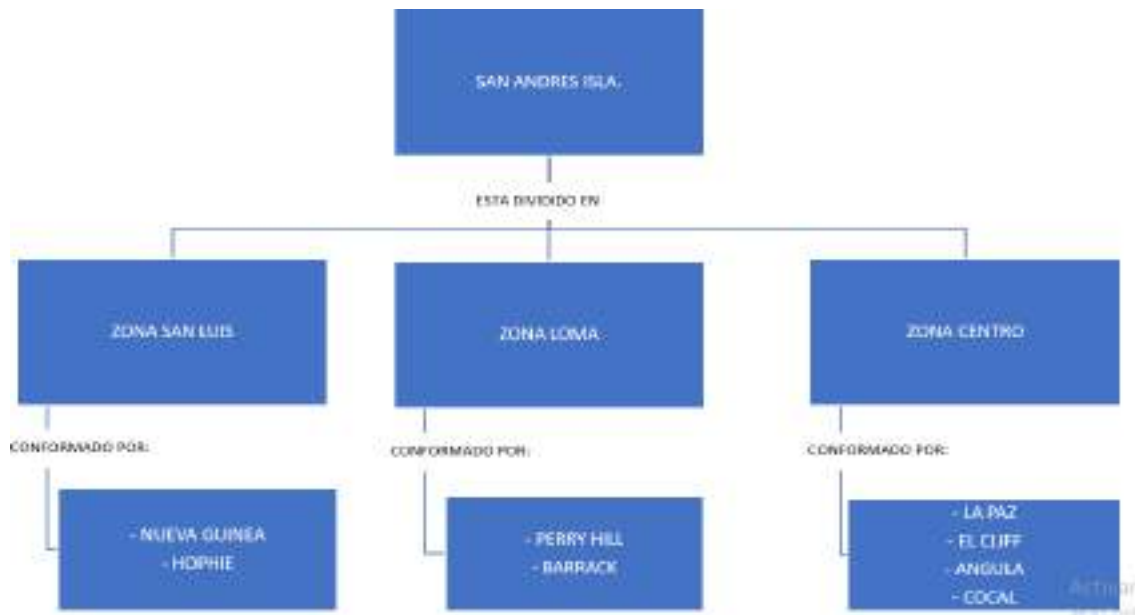 SAN ANDRES ISLA.
ESTA DIVIDIDO EN
ZONA SAN LUIS
ZONA LOMA
ZONA CENTRO
CONFORMADO POR:
CONFORMADO POR:
CONFORMADO POR:
- NUEVA GUINEA
- HOPHIE
- PERRY HILL
- BARRACK
- LA PAZ
- EL CLIFF
- ANGULA
- COCAL